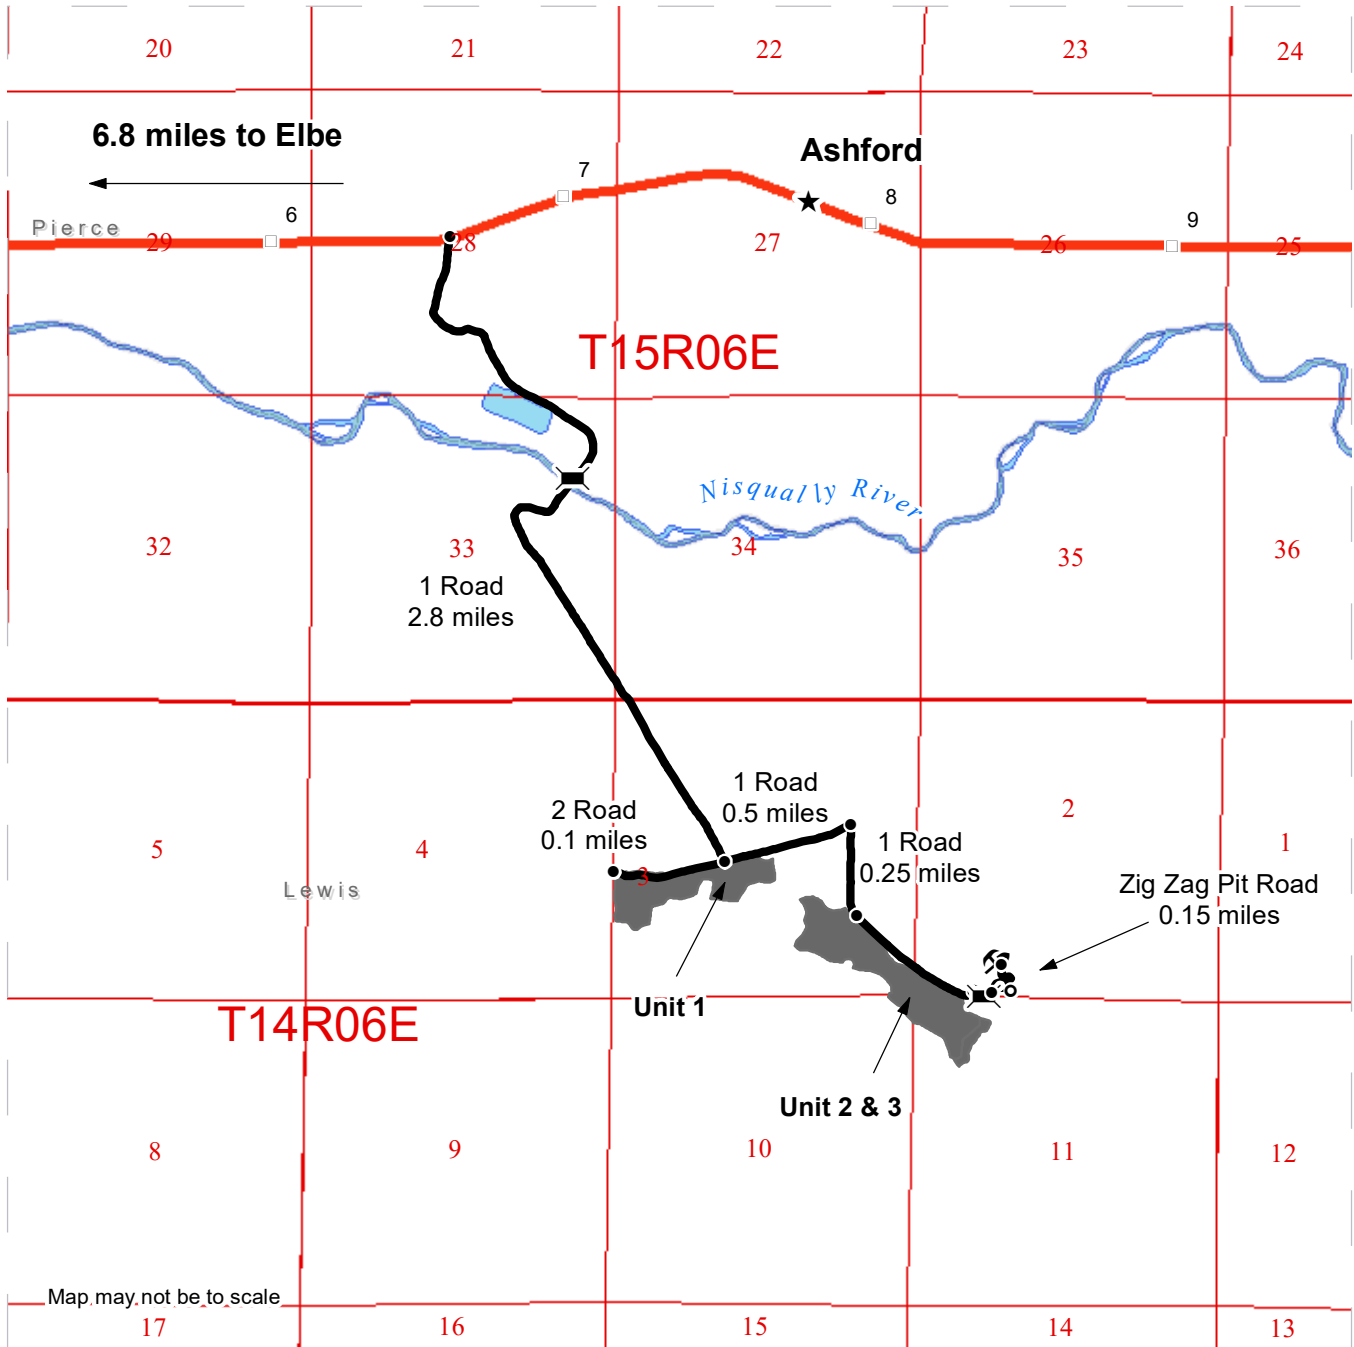 20
21
22
23
24
6.8 miles to Elbe
Ashford
7
8
6
9
Pierce
29
28
27
26
25
T15R06E
Nisqually River
32
33
34
35
36
1 Road
2.8 miles
1 Road
0.5 miles
2 Road
0.1 miles
1 Road
0.25 miles
2
5
4
3
1
Lewis
Zig Zag Pit Road
0.15 miles
Unit 1
T14R06E
Unit 2 & 3
8
9
10
11
12
Map may not be to scale
17
16
15
14
13